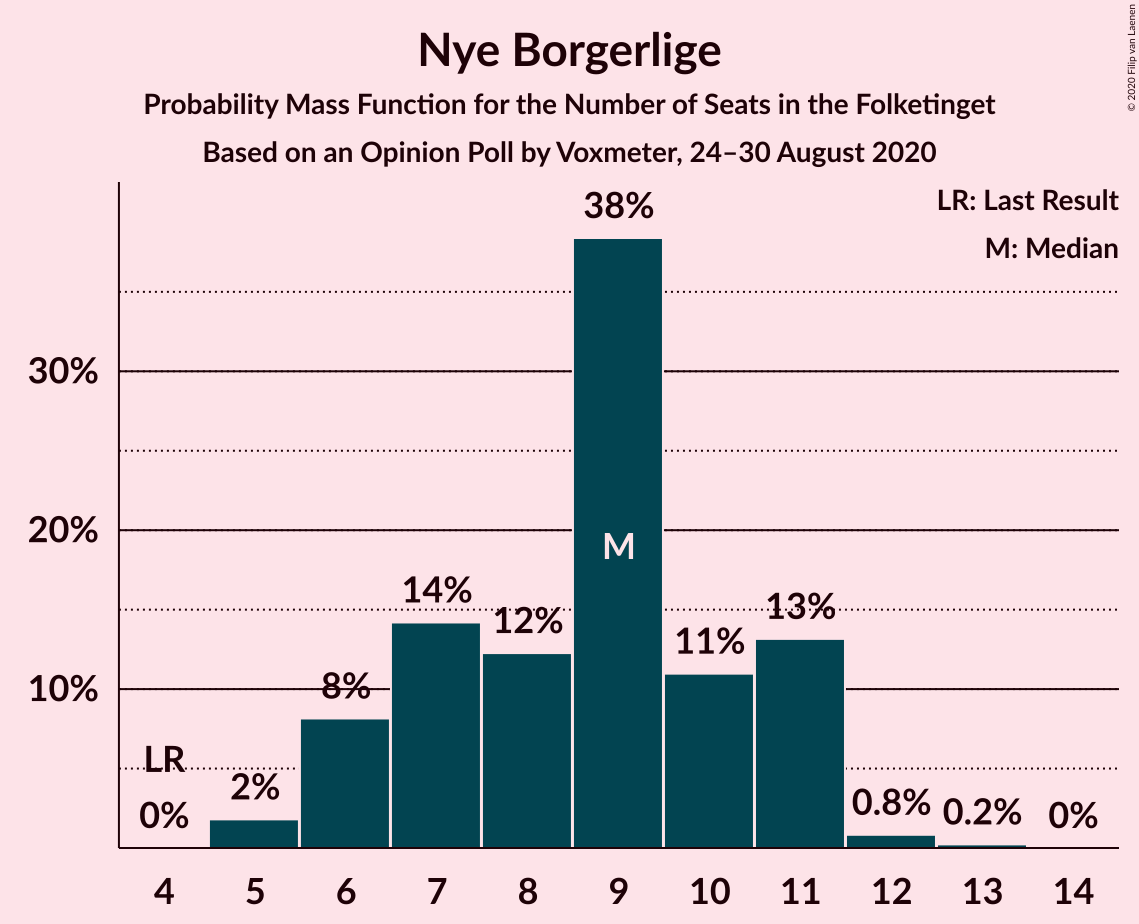 Nye Borgerlige
Probability Mass Function for the Number of Seats in the Folketinget
Based on an Opinion Poll by Voxmeter, 24–30 August 2020
© 2020 Filip van Laenen
LR: Last Result
M: Median
38%
30%
20%
M
14%
12%
13%
11%
10%
8%
LR
0%
2%
0.8%
0.2%
0%
4 5 6 7 8 9 10 11 12 13 14